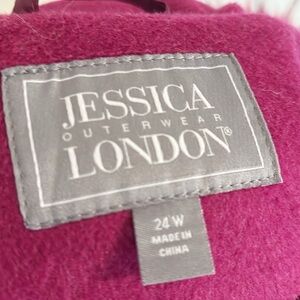 JESSICA
OUTERWEAR
LONDON®
24 W
MADE IN
CHINA